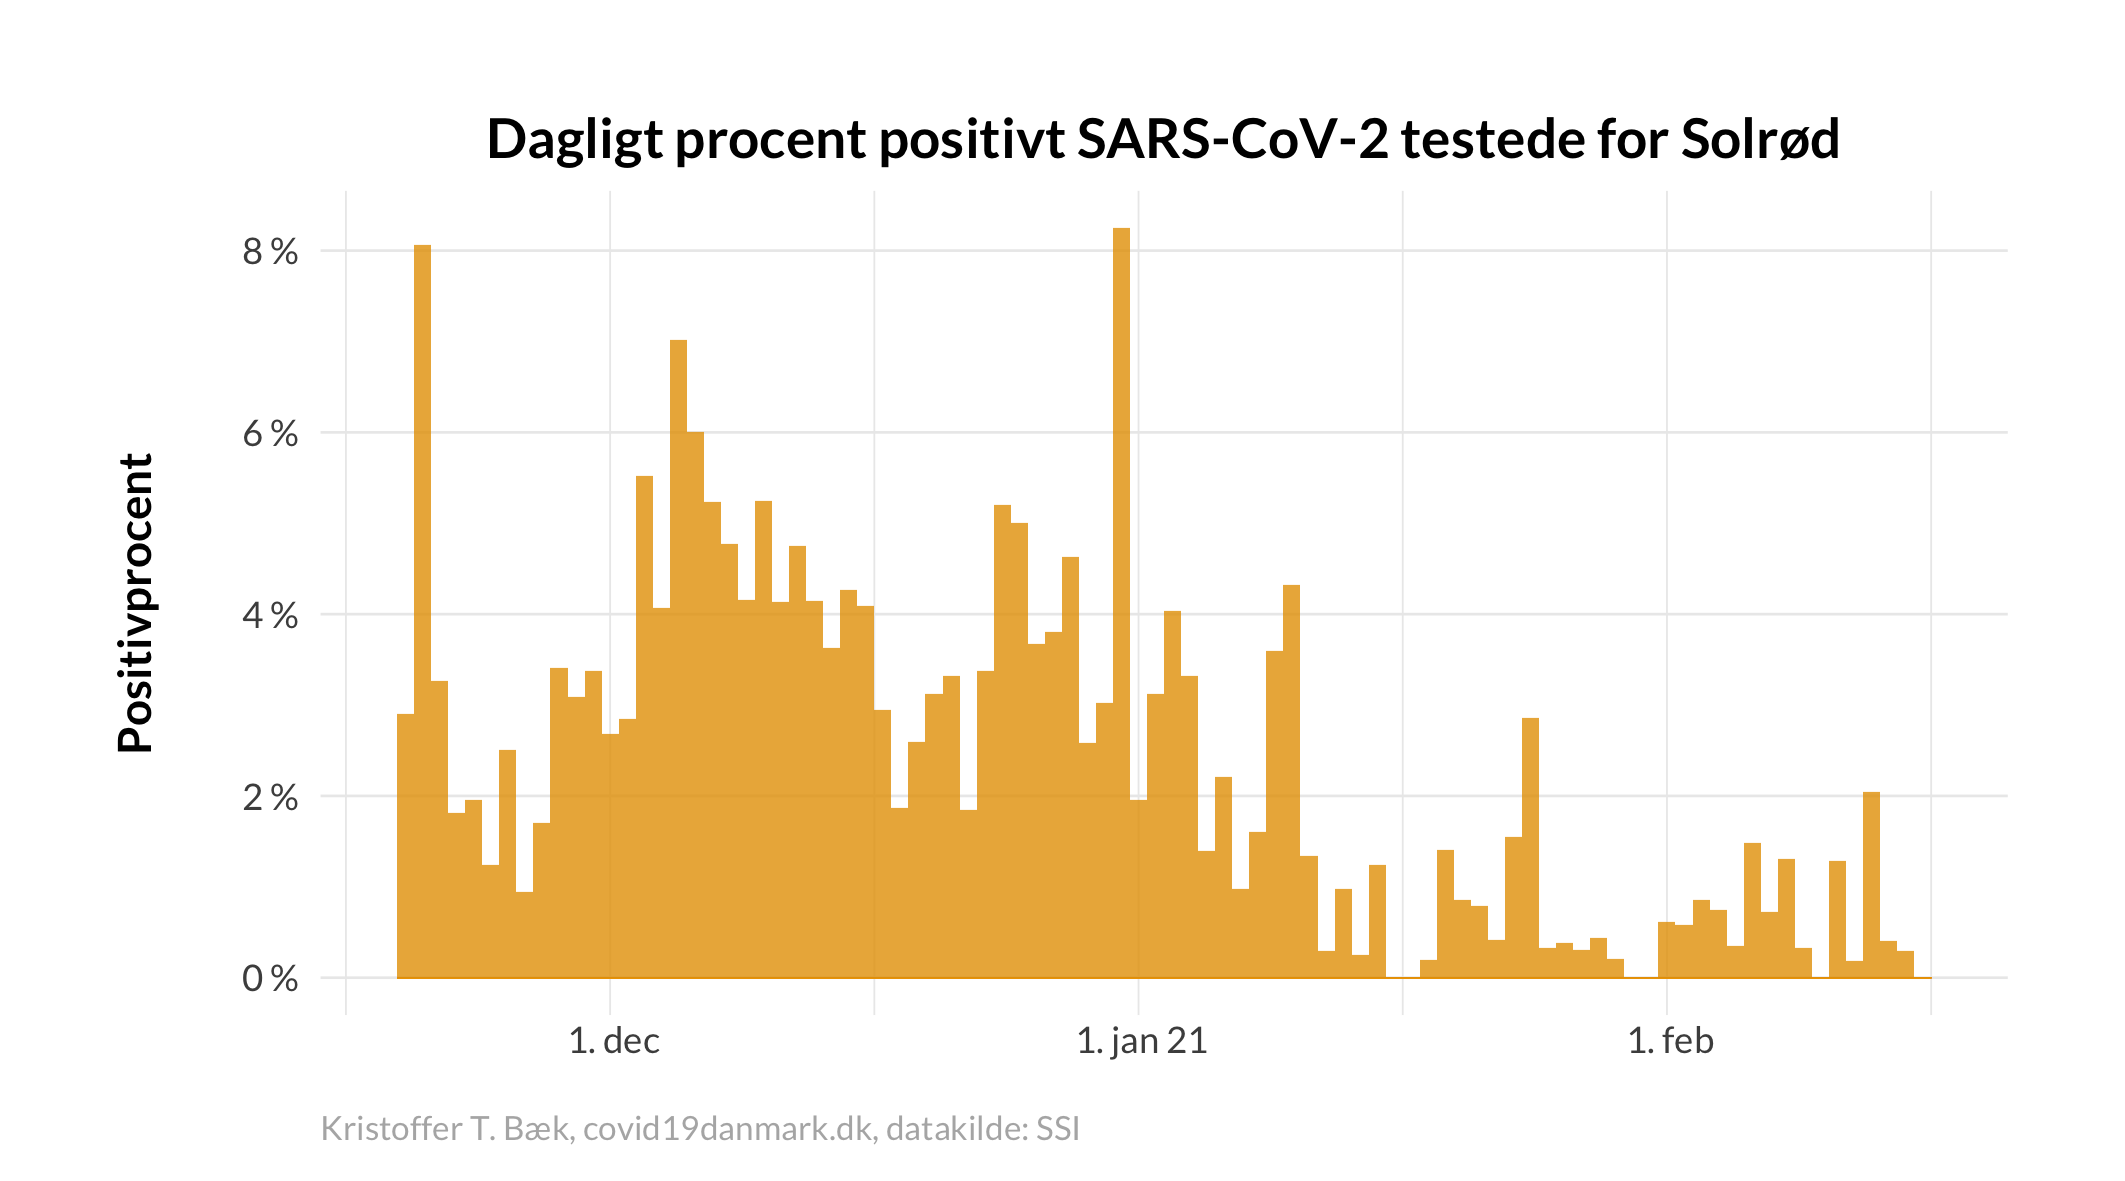 Dagligt procent positivt SARS-CoV-2 testede for Solrød
Positivprocent
8 %
6 %
4 %
2 %
0 %
1. dec
1. jan 21
1. feb
Kristoffer T. Bæk, covid19danmark.dk, datakilde: SSI